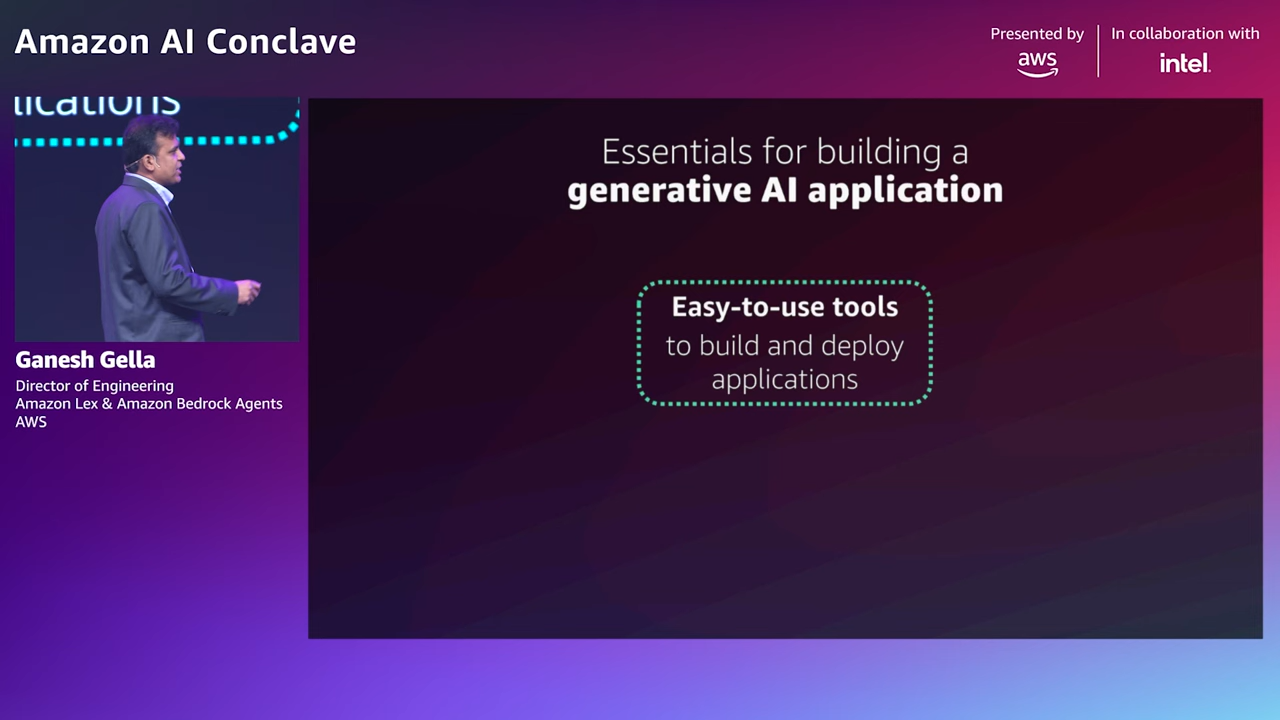 Amazon AI Conclave
Presented by
aws
In collaboration with
intel.
lications
Ganesh Gella
Director of Engineering
Amazon Lex & Amazon Bedrock Agents
AWS
Essentials for building a
generative AI application
Easy-to-use tools
to build and deploy
applications